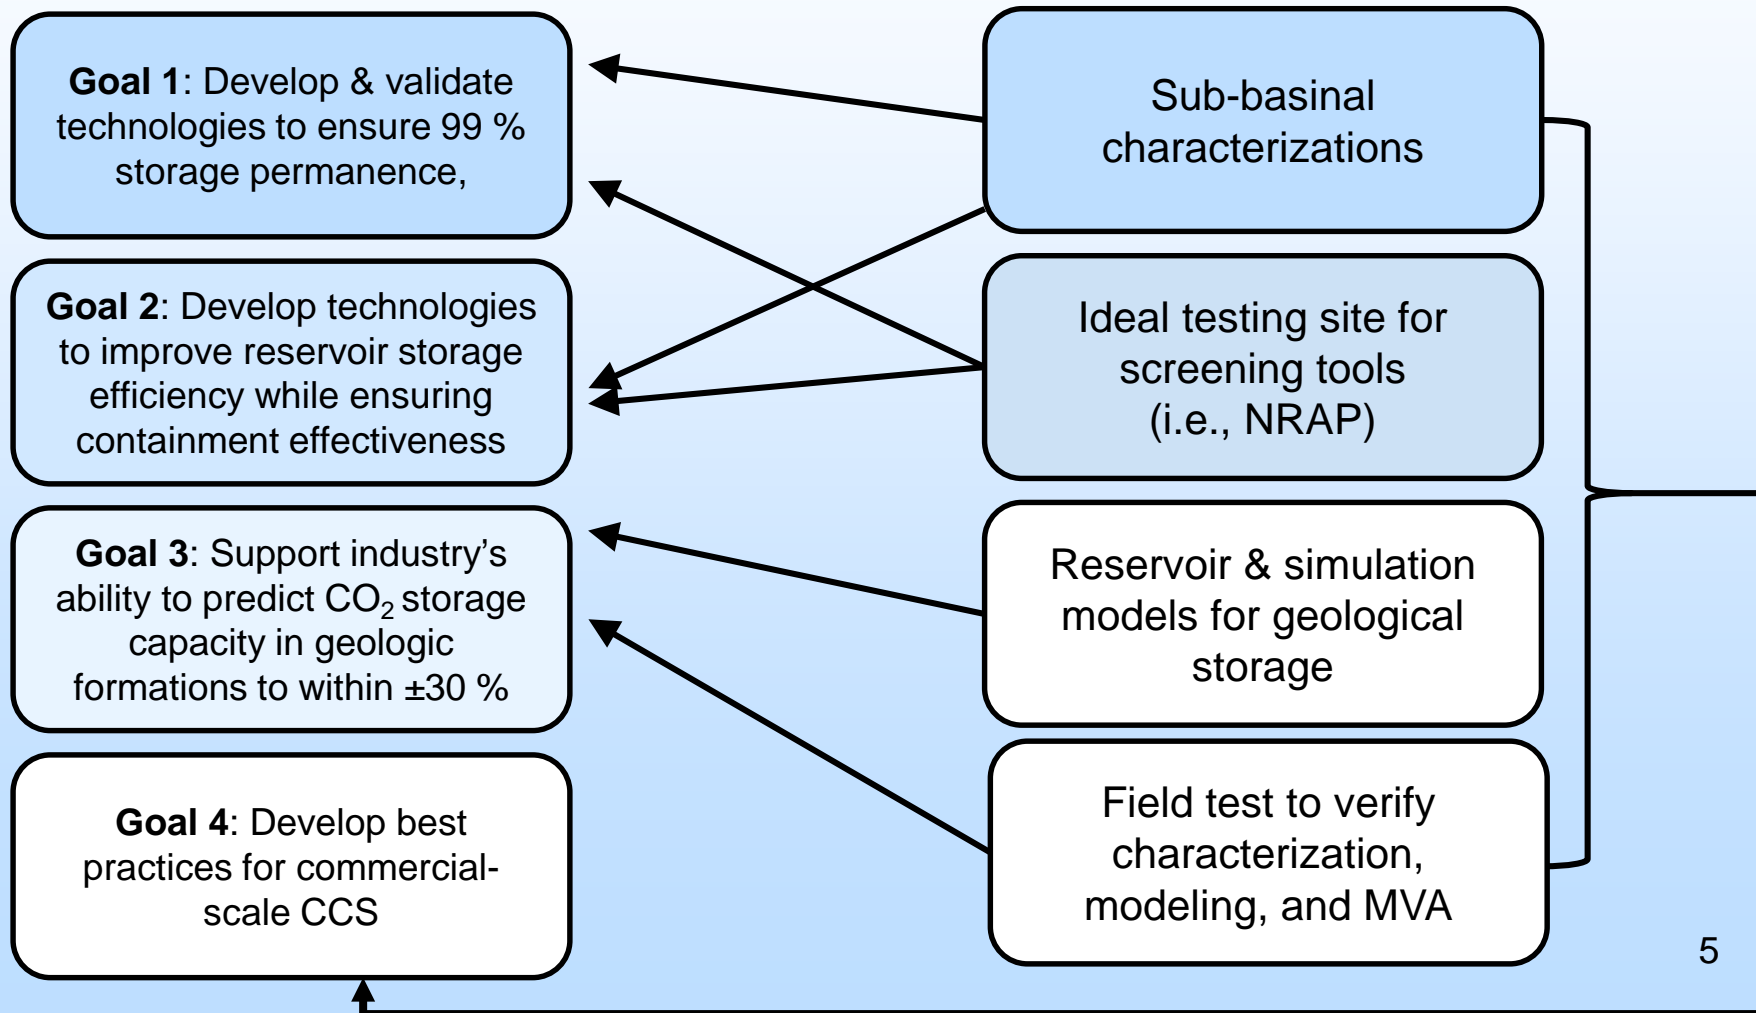 Goal 1: Develop & validate
technologies to ensure 99 %
storage permanence,
Goal 2: Develop technologies
to improve reservoir storage
efficiency while ensuring
containment effectiveness
Goal 3: Support industry’s
ability to predict CO₂ storage
capacity in geologic
formations to within ±30 %
Goal 4: Develop best
practices for commercial-
scale CCS
Sub-basinal
characterizations
Ideal testing site for
screening tools
(i.e., NRAP)
Reservoir & simulation
models for geological
storage
Field test to verify
characterization,
modeling, and MVA
5